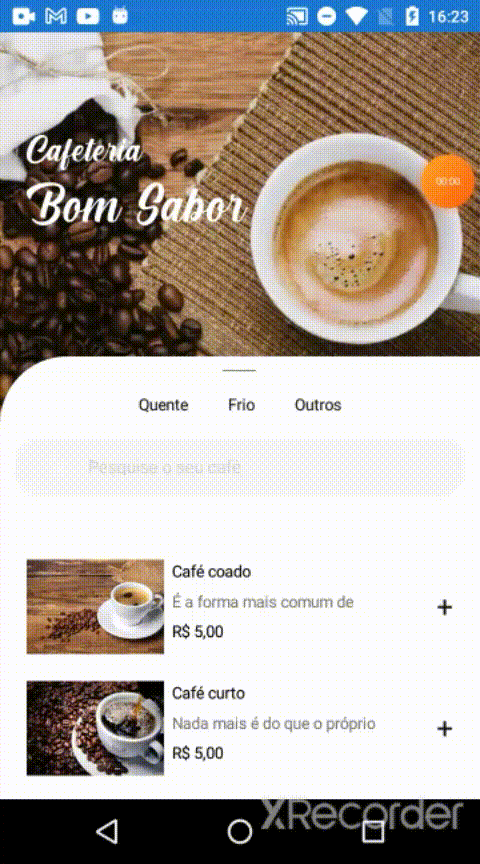 16:23
Cafeteria
Bom Sabor
00:00
Quente Frio Outros
Pesquise o seu café
Café coado
É a forma mais comum de
R$ 5,00
Café curto
Nada mais é do que o próprio
R$ 5,00
XRecorder